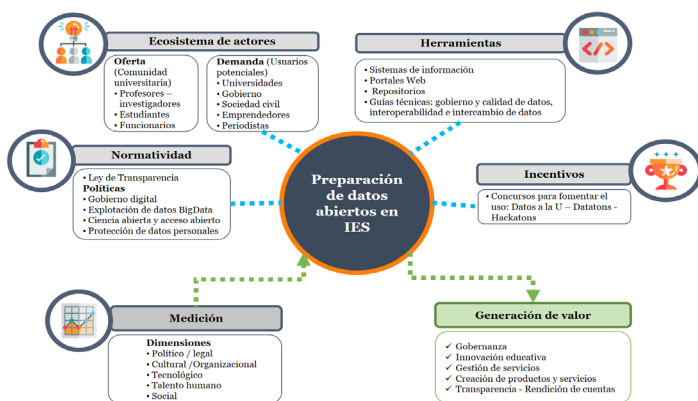 Ecosistema de actores
Oferta
(Comunidad
universitaria)
• Profesores –
investigadores
• Estudiantes
• Funcionarios
Demanda (Usuarios
potenciales)
• Universidades
• Gobierno
• Sociedad civil
• Emprendedores
• Periodistas
Herramientas
• Sistemas de información
• Portales Web
• Repositorios
• Guías técnicas: gobierno y calidad de datos,
interoperabilidad e intercambio de datos
Normatividad
• Ley de Transparencia
Políticas
• Gobierno digital
• Explotación de datos BigData
• Ciencia abierta y acceso abierto
• Protección de datos personales
Preparación
de datos
abiertos en
IES
Incentivos
• Concursos para fomentar el
uso: Datos a la U – Datatons -
Hackatons
Medición
Dimensiones
• Político / legal
• Cultural /Organizacional
• Tecnológico
• Talento humano
• Social
Generación de valor
✓ Gobernanza
✓ Innovación educativa
✓ Gestión de servicios
✓ Creación de productos y servicios
✓ Transparencia - Rendición de cuentas